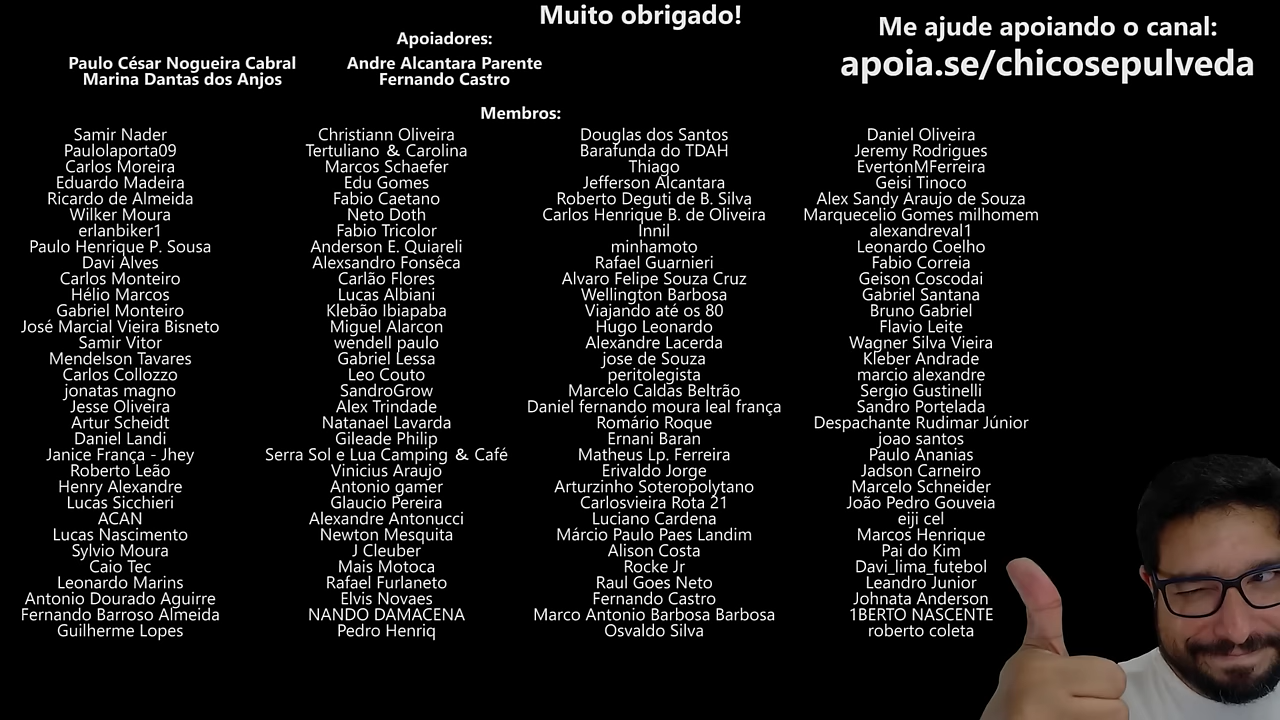 Muito obrigado!
Me ajude apoiando o canal:
apoia.se/chicosepulveda
Apoiadores:
Paulo César Nogueira Cabral
Marina Dantas dos Anjos
Andre Alcantara Parente
Fernando Castro
Membros:
Samir Nader
Paulolaporta09
Carlos Moreira
Eduardo Madeira
Ricardo de Almeida
Wilker Moura
erlanbiker1
Paulo Henrique P. Sousa
Davi Alves
Carlos Monteiro
Hélio Marcos
Gabriel Monteiro
José Marcial Vieira Bisneto
Samir Vitor
Mendelson Tavares
Carlos Collozzo
jonatas magno
Jesse Oliveira
Artur Scheidt
Daniel Landi
Janice França - Jhey
Roberto Leão
Henry Alexandre
Lucas Sicchieri
ACAN
Lucas Nascimento
Sylvio Moura
Caio Tec
Leonardo Marins
Antonio Dourado Aguirre
Fernando Barroso Almeida
Guilherme Lopes
Christiann Oliveira
Tertuliano & Carolina
Marcos Schaefer
Edu Gomes
Fabio Caetano
Neto Doth
Fabio Tricolor
Anderson E. Quiareli
Alexsandro Fonsêca
Carlão Flores
Lucas Albiani
Klebão Ibiapaba
Miguel Alarcon
wendell paulo
Gabriel Lessa
Leo Couto
SandroGrow
Alex Trindade
Natanael Lavarda
Gileade Philip
Serra Sol e Lua Camping & Café
Vinicius Araujo
Antonio gamer
Glaucio Pereira
Alexandre Antonucci
Newton Mesquita
J Cleuber
Mais Motoca
Rafael Furlaneto
Elvis Novaes
NANDO DAMACENA
Pedro Henriq
Douglas dos Santos
Barafunda do TDAH
Thiago
Jefferson Alcantara
Roberto Deguti de B. Silva
Carlos Henrique B. de Oliveira
Innil
minhamoto
Rafael Guarnieri
Alvaro Felipe Souza Cruz
Wellington Barbosa
Viajando até os 80
Hugo Leonardo
Alexandre Lacerda
jose de Souza
peritolegista
Marcelo Caldas Beltrão
Daniel fernando moura leal frança
Romário Roque
Ernani Baran
Matheus Lp. Ferreira
Erivaldo Jorge
Arturzinho Soteropolytano
Carlosvieira Rota 21
Luciano Cardena
Márcio Paulo Paes Landim
Alison Costa
Rocke Jr
Raul Goes Neto
Fernando Castro
Marco Antonio Barbosa Barbosa
Osvaldo Silva
Daniel Oliveira
Jeremy Rodrigues
EvertonMFerreira
Geisi Tinoco
Alex Sandy Araujo de Souza
Marquecelio Gomes milhomem
alexandreval1
Leonardo Coelho
Fabio Correia
Geison Coscodai
Gabriel Santana
Bruno Gabriel
Flavio Leite
Wagner Silva Vieira
Kleber Andrade
marcio alexandre
Sergio Gustinelli
Sandro Portelada
Despachante Rudimar Júnior
joao santos
Paulo Ananias
Jadson Carneiro
Marcelo Schneider
João Pedro Gouveia
eiji cel
Marcos Henrique
Pai do Kim
Davi_lima_futebol
Leandro Junior
Johnata Anderson
1BERTO NASCENTE
roberto coleta